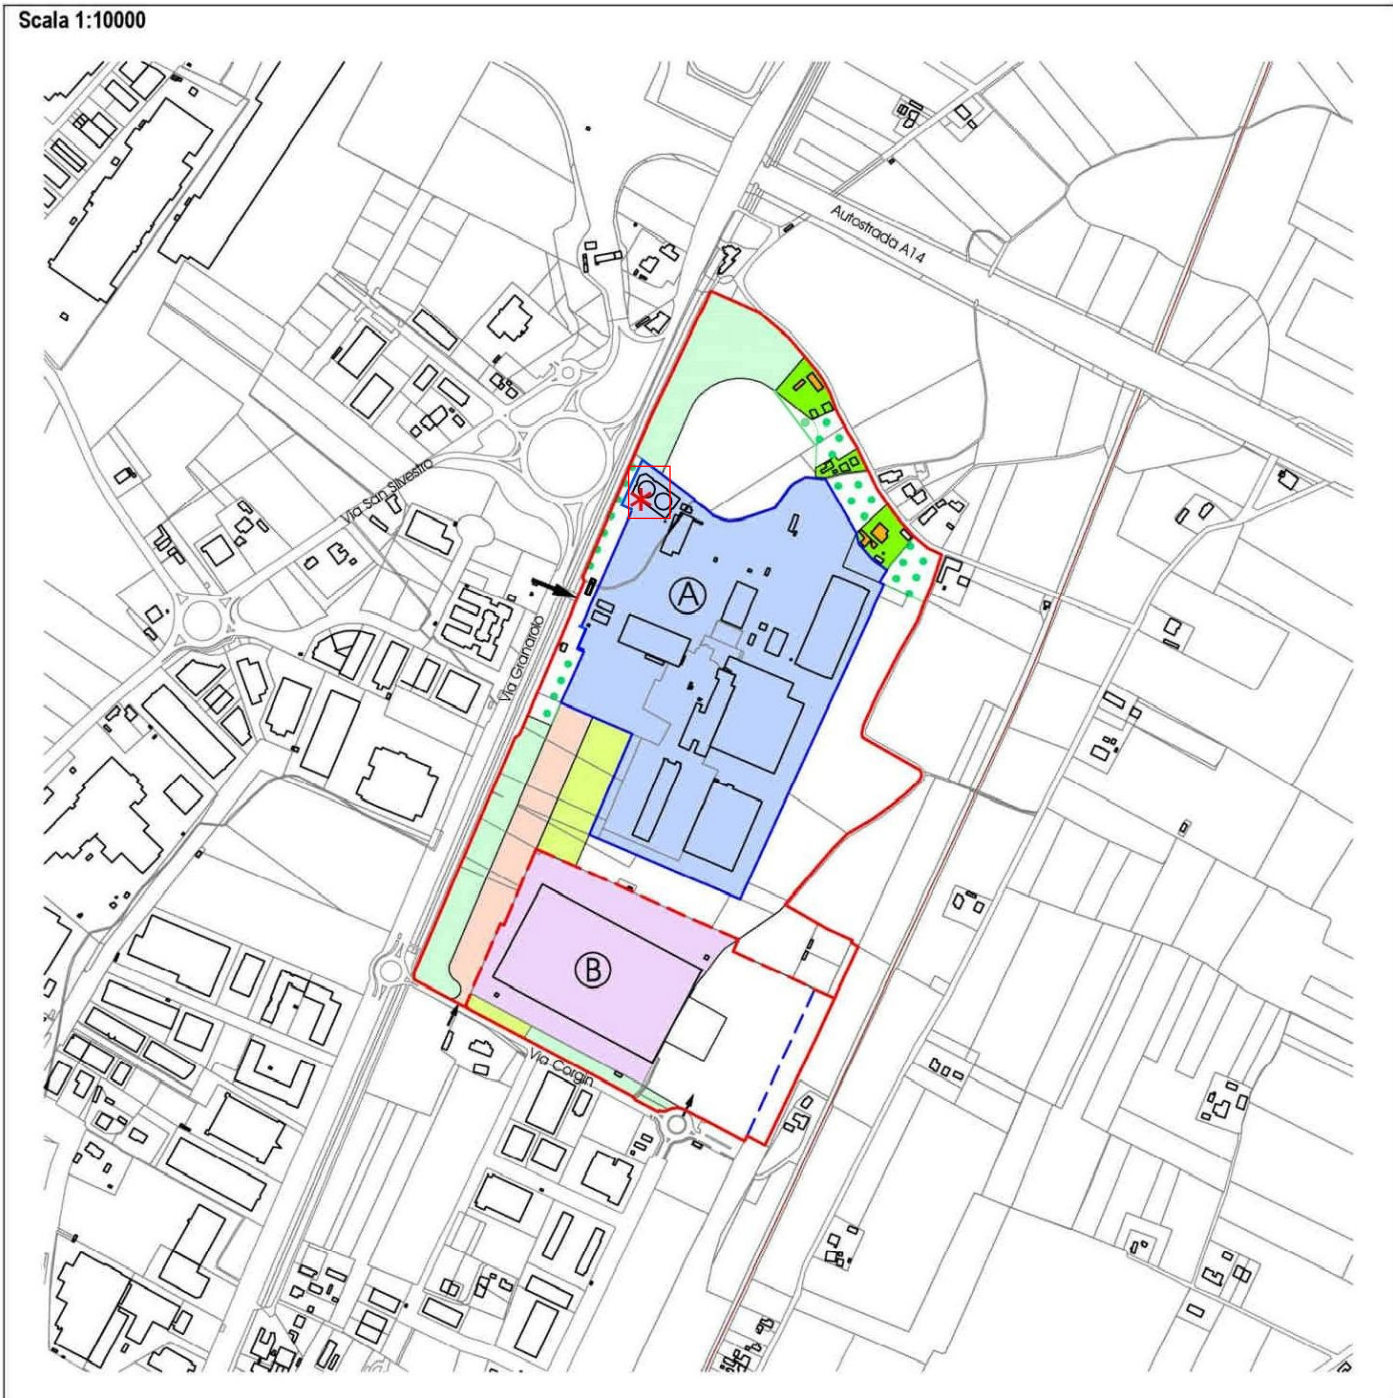 Scala 1:10000
Autostrada A14
Via San Silvestro
A
Via Granarolo
B
Via Corgin